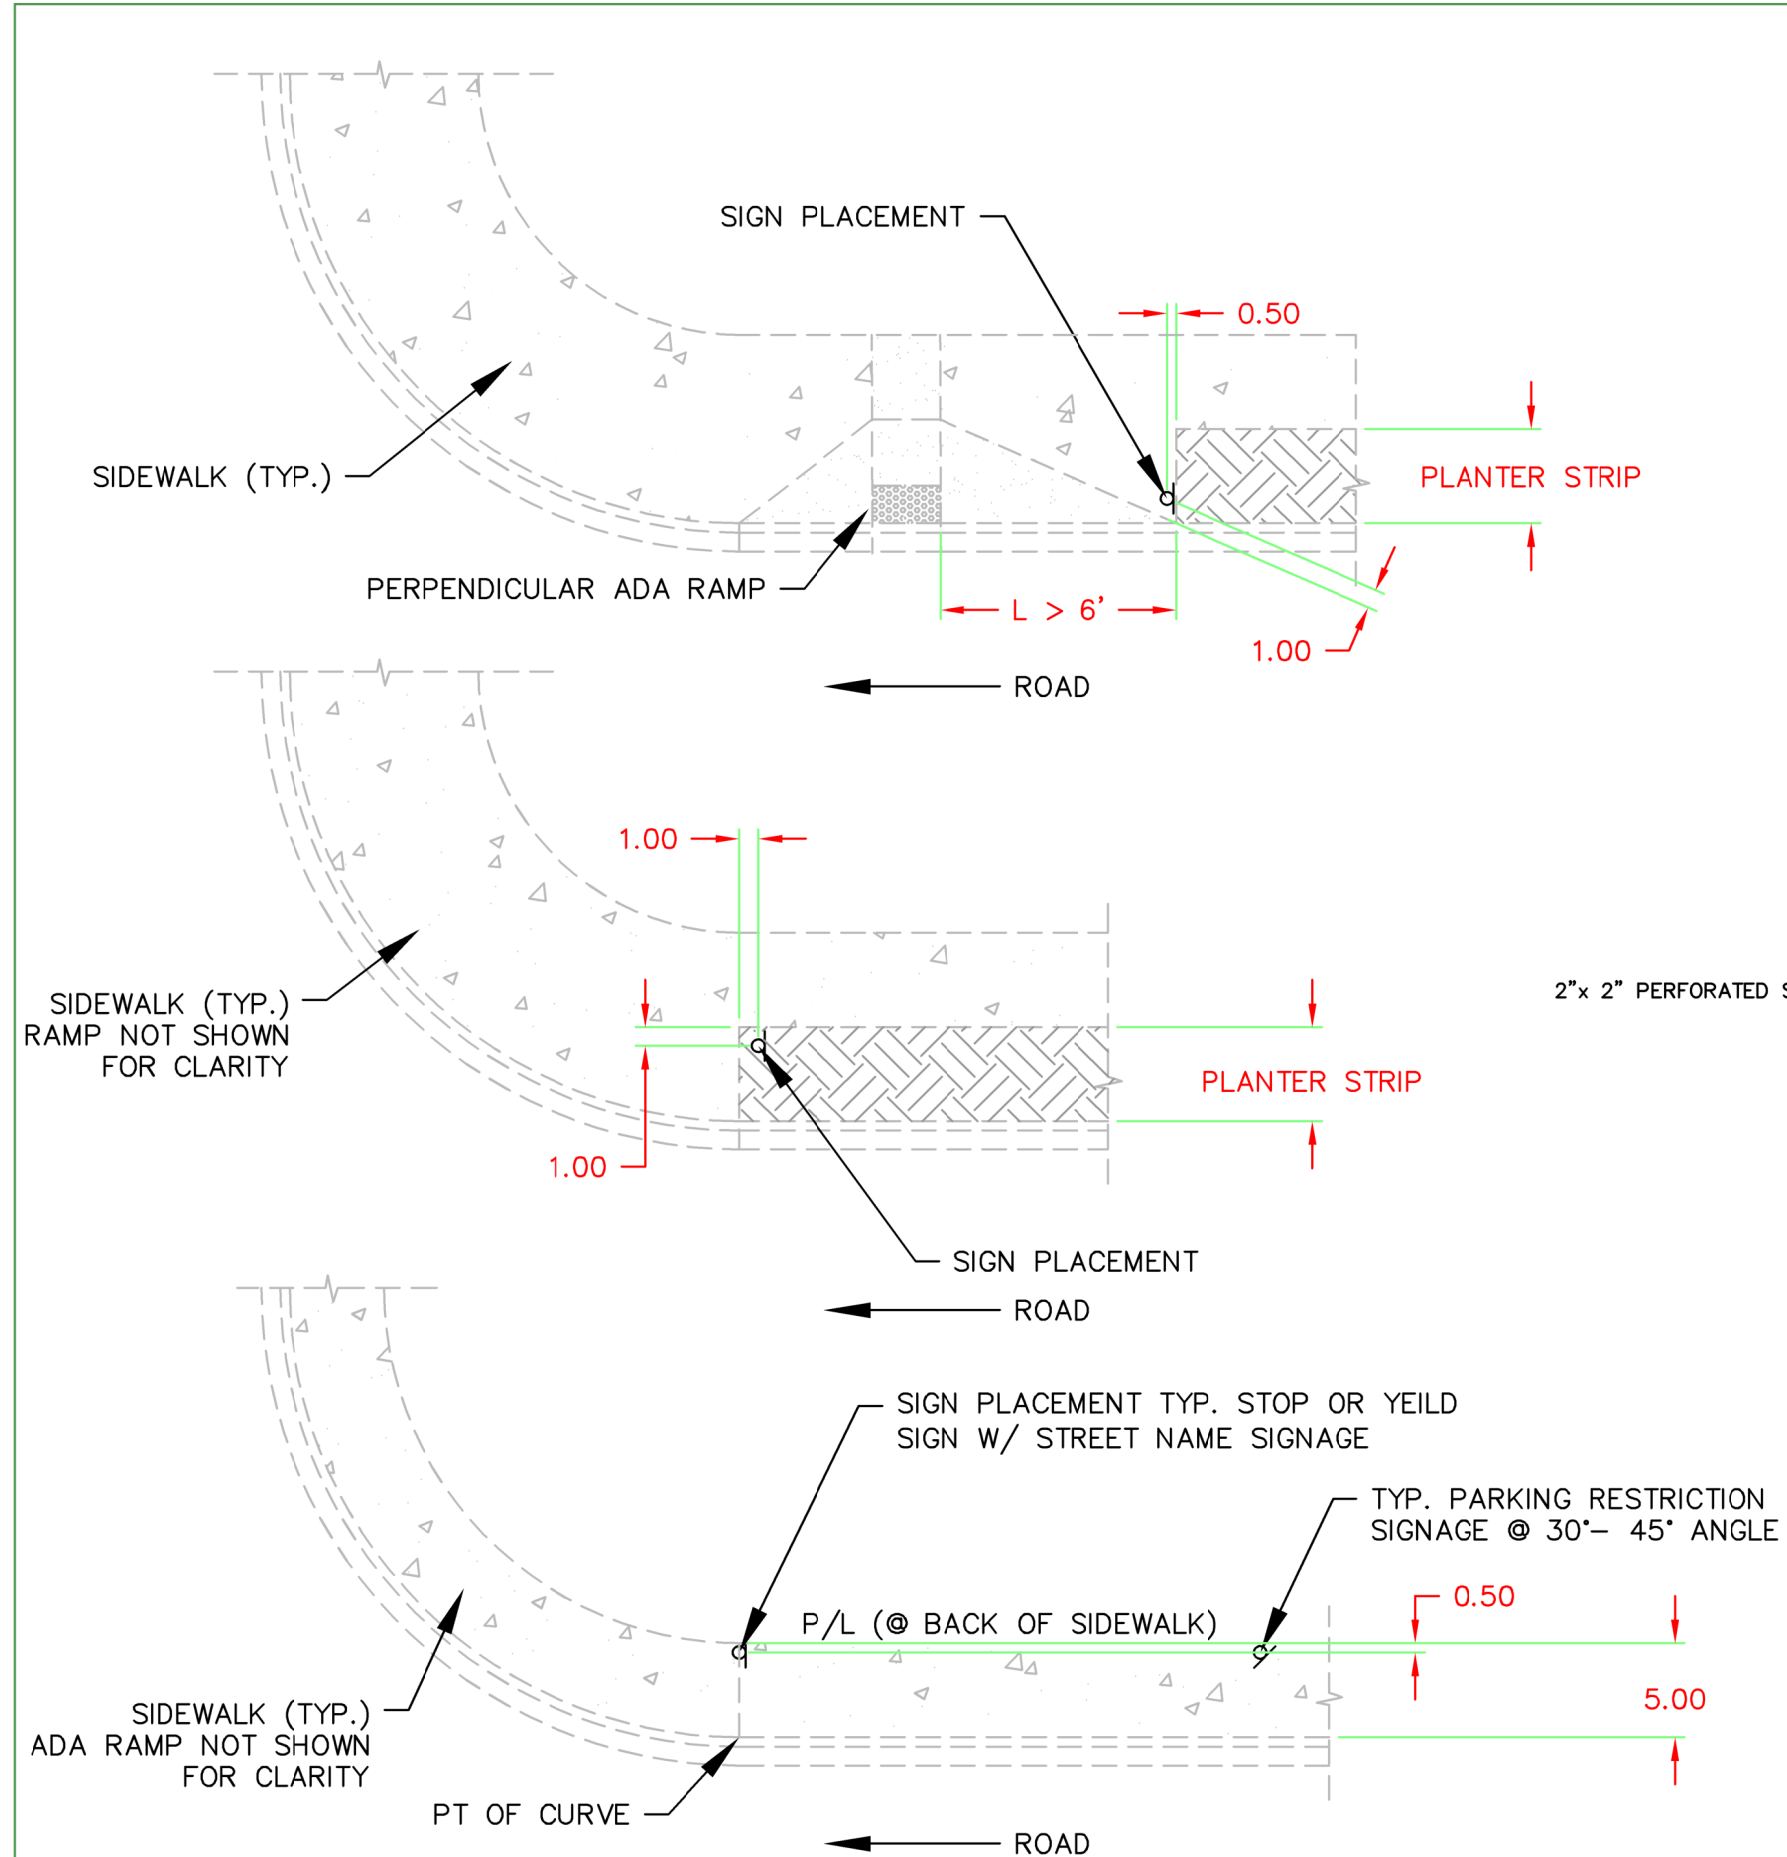 SIGN PLACEMENT
0.50
SIDEWALK (TYP.)
PLANTER STRIP
PERPENDICULAR ADA RAMP
L > 6'
1.00
ROAD
1.00
SIDEWALK (TYP.)
RAMP NOT SHOWN
FOR CLARITY
2"x 2" PERFORATED
PLANTER STRIP
1.00
SIGN PLACEMENT
ROAD
SIGN PLACEMENT TYP. STOP OR YEILD
SIGN W/ STREET NAME SIGNAGE
TYP. PARKING RESTRICTION
SIGNAGE @ 30°- 45° ANGLE
0.50
P/L (@ BACK OF SIDEWALK)
5.00
SIDEWALK (TYP.)
ADA RAMP NOT SHOWN
FOR CLARITY
PT OF CURVE
ROAD